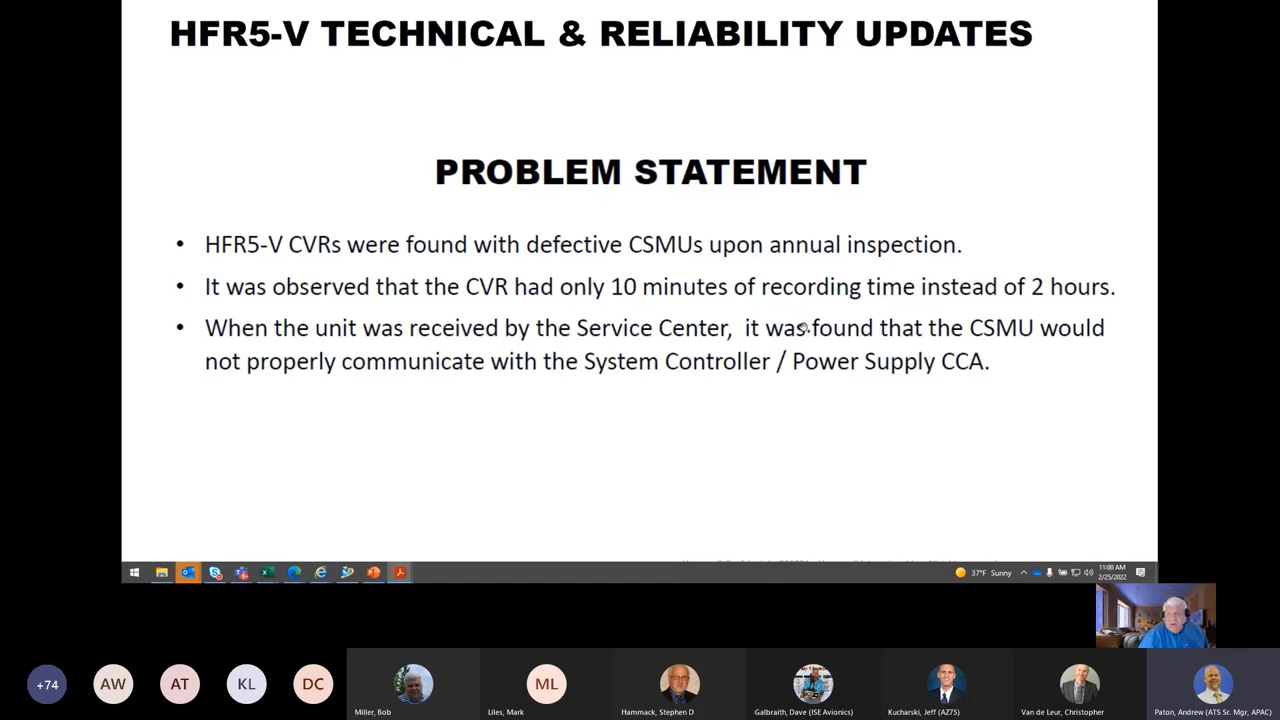 HFR5-V TECHNICAL & RELIABILITY UPDATES
PROBLEM STATEMENT
• HFR5-V CVRs were found with defective CSMUs upon annual inspection.
• It was observed that the CVR had only 10 minutes of recording time instead of 2 hours.
• When the unit was received by the Service Center, it was found that the CSMU would
not properly communicate with the System Controller / Power Supply CCA.
37°F Sunny
11:00 AM
2/25/2022
+74
AW
AT
KL
DC
ML
Miller, Bob
Liles, Mark
Hammack, Stephen D
Galbraith, Dave (ISE Avionics)
Kucharski, Jeff (AZ75)
Van de Leur, Christopher
Paton, Andrew (ATS Sr. Mgr, APAC)